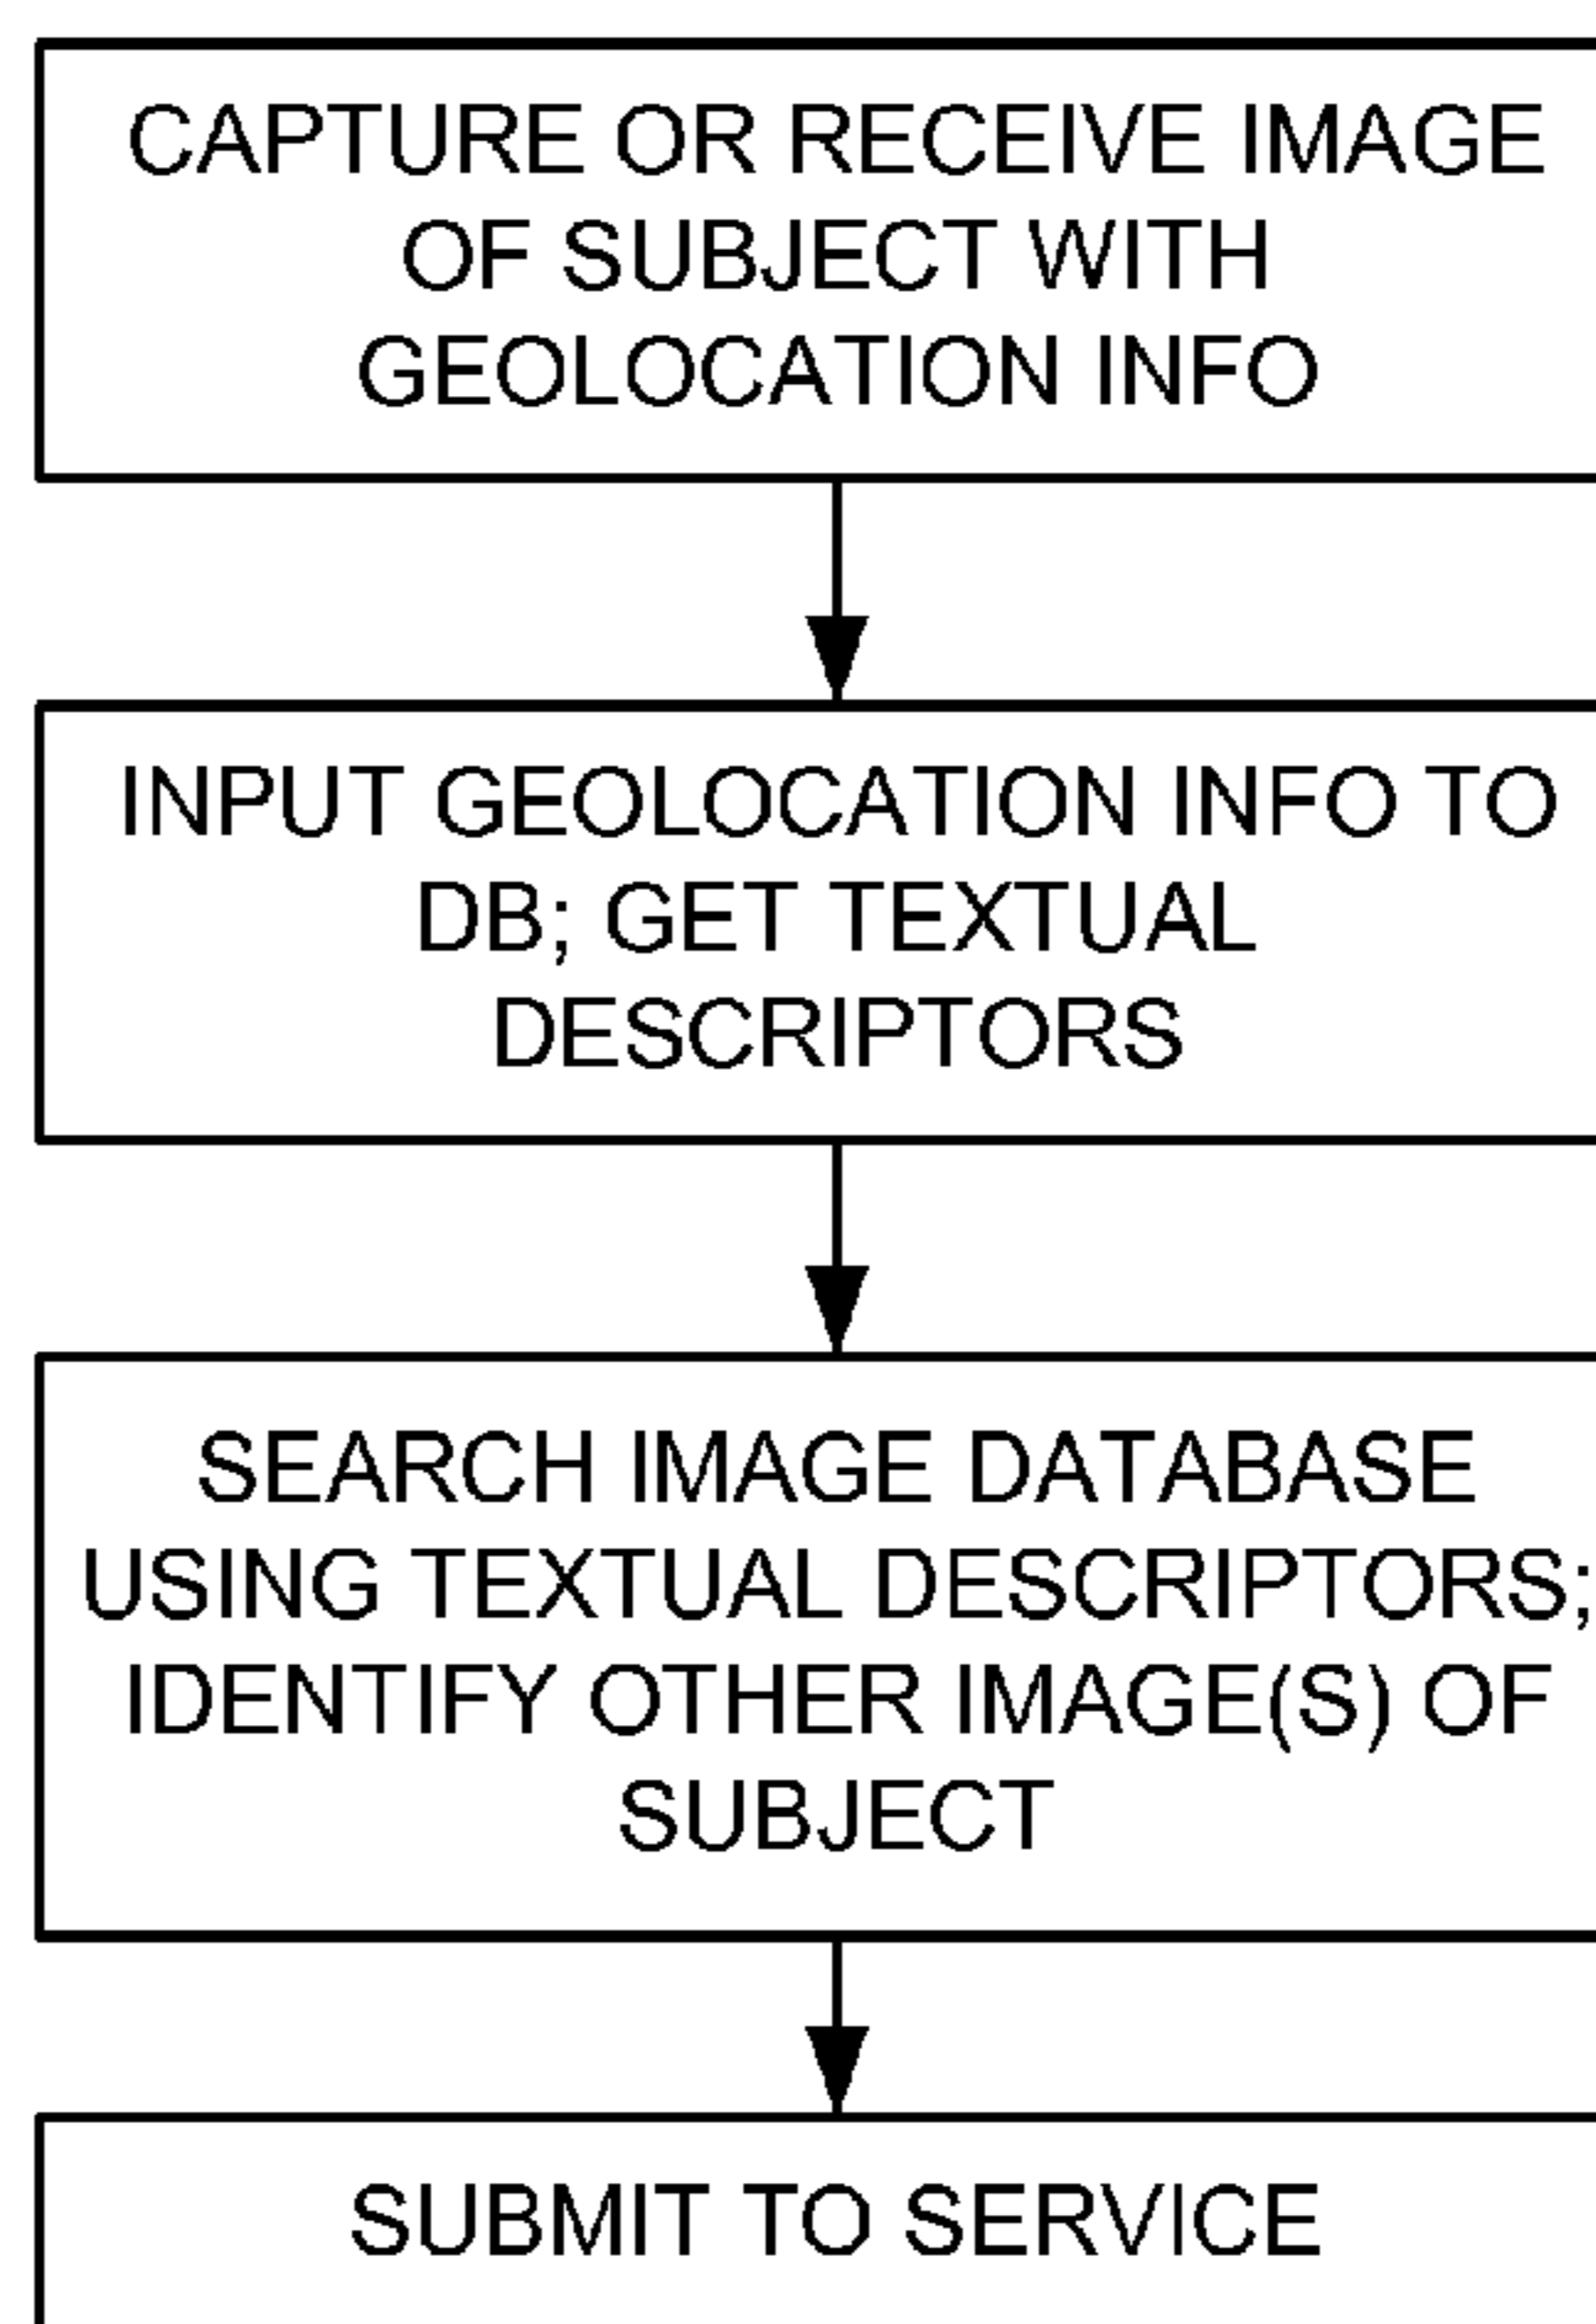 CAPTURE OR RECEIVE IMAGE
OF SUBJECT WITH
GEOLOCATION INFO
INPUT GEOLOCATION INFO TO
DB; GET TEXTUAL
DESCRIPTORS
SEARCH IMAGE DATABASE
USING TEXTUAL DESCRIPTORS;
IDENTIFY OTHER IMAGE(S) OF
SUBJECT
SUBMIT TO SERVICE